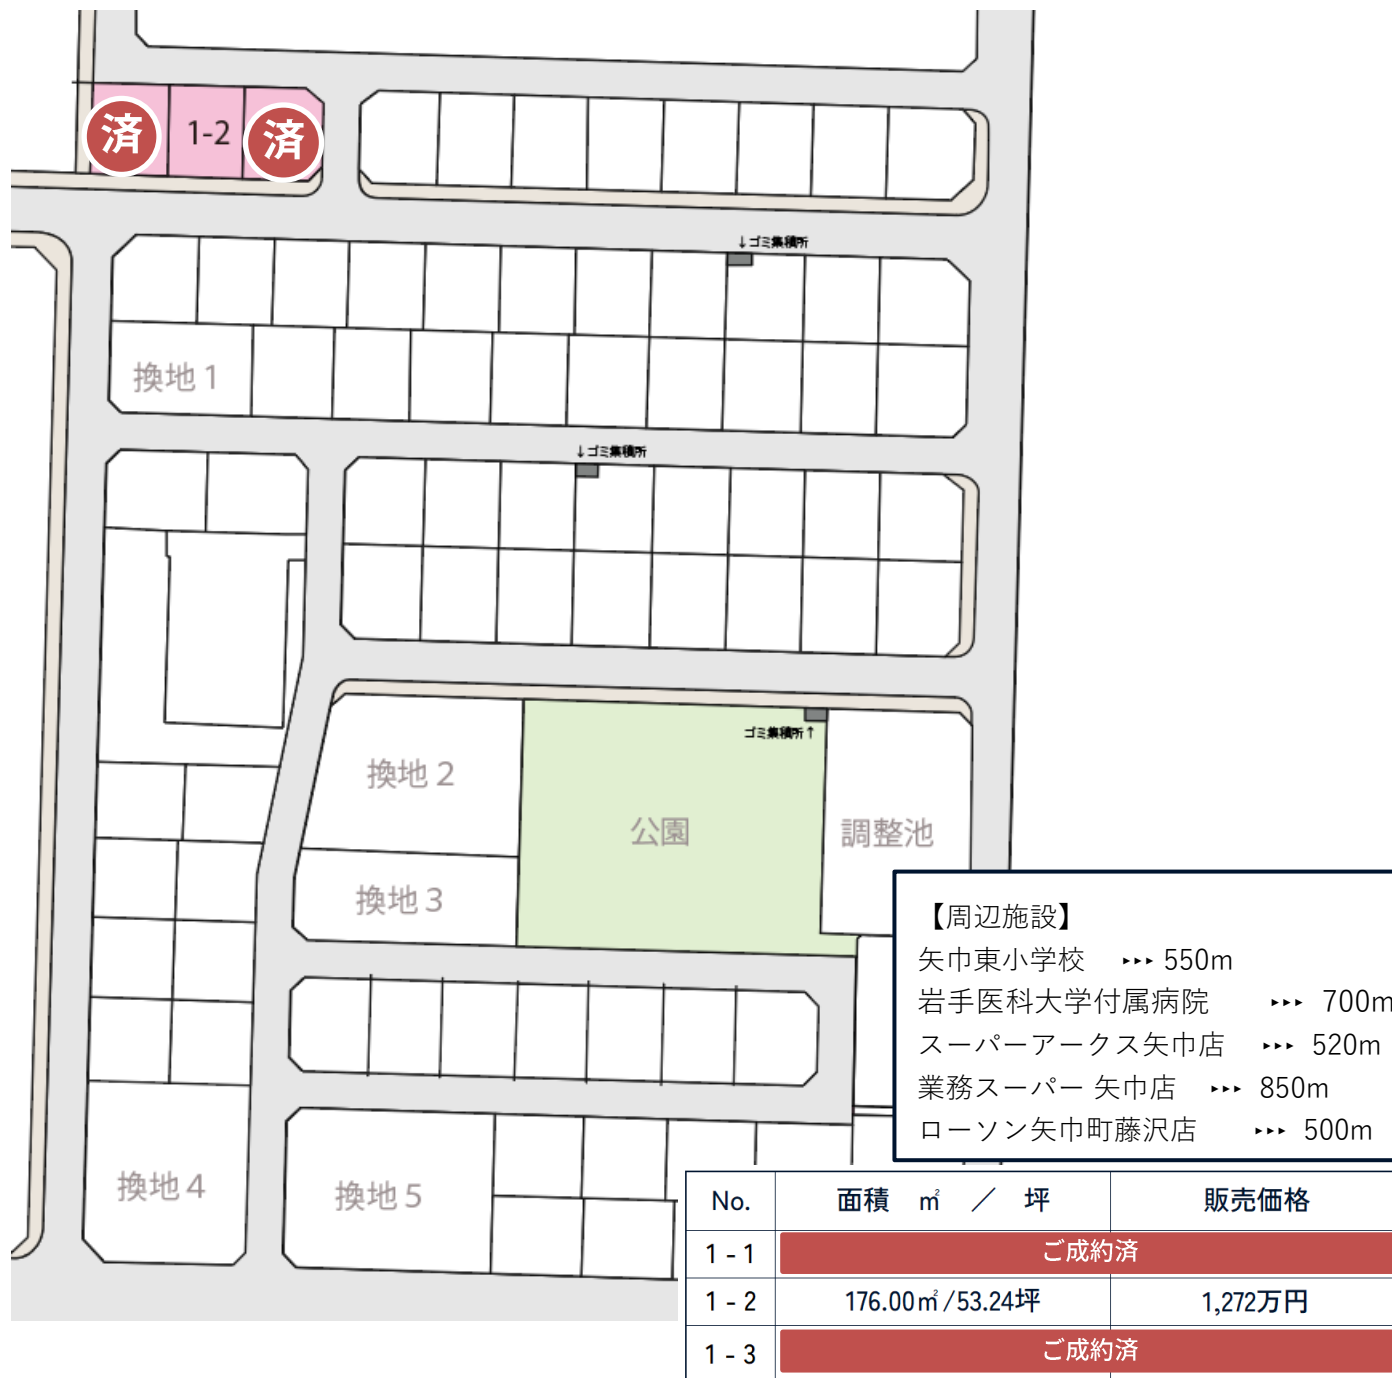 済
1-2
済
↓ゴミ集積所
換地1
↓ゴミ集積所
ゴミ集積所↑
換地2
公園
調整池
換地3
換地4
換地5
【周辺施設】
矢巾東小学校 ‣‣‣ 550m
岩手医科大学付属病院 ‣‣‣ 700m
スーパーアークス矢巾店 ‣‣‣ 520m
業務スーパー 矢巾店 ‣‣‣ 850m
ローソン矢巾町藤沢店 ‣‣‣ 500m
No. 面積 ㎡ ／ 坪 販売価格
1-1 ご成約済
1-2 176.00㎡/53.24坪 1,272万円
1-3 ご成約済